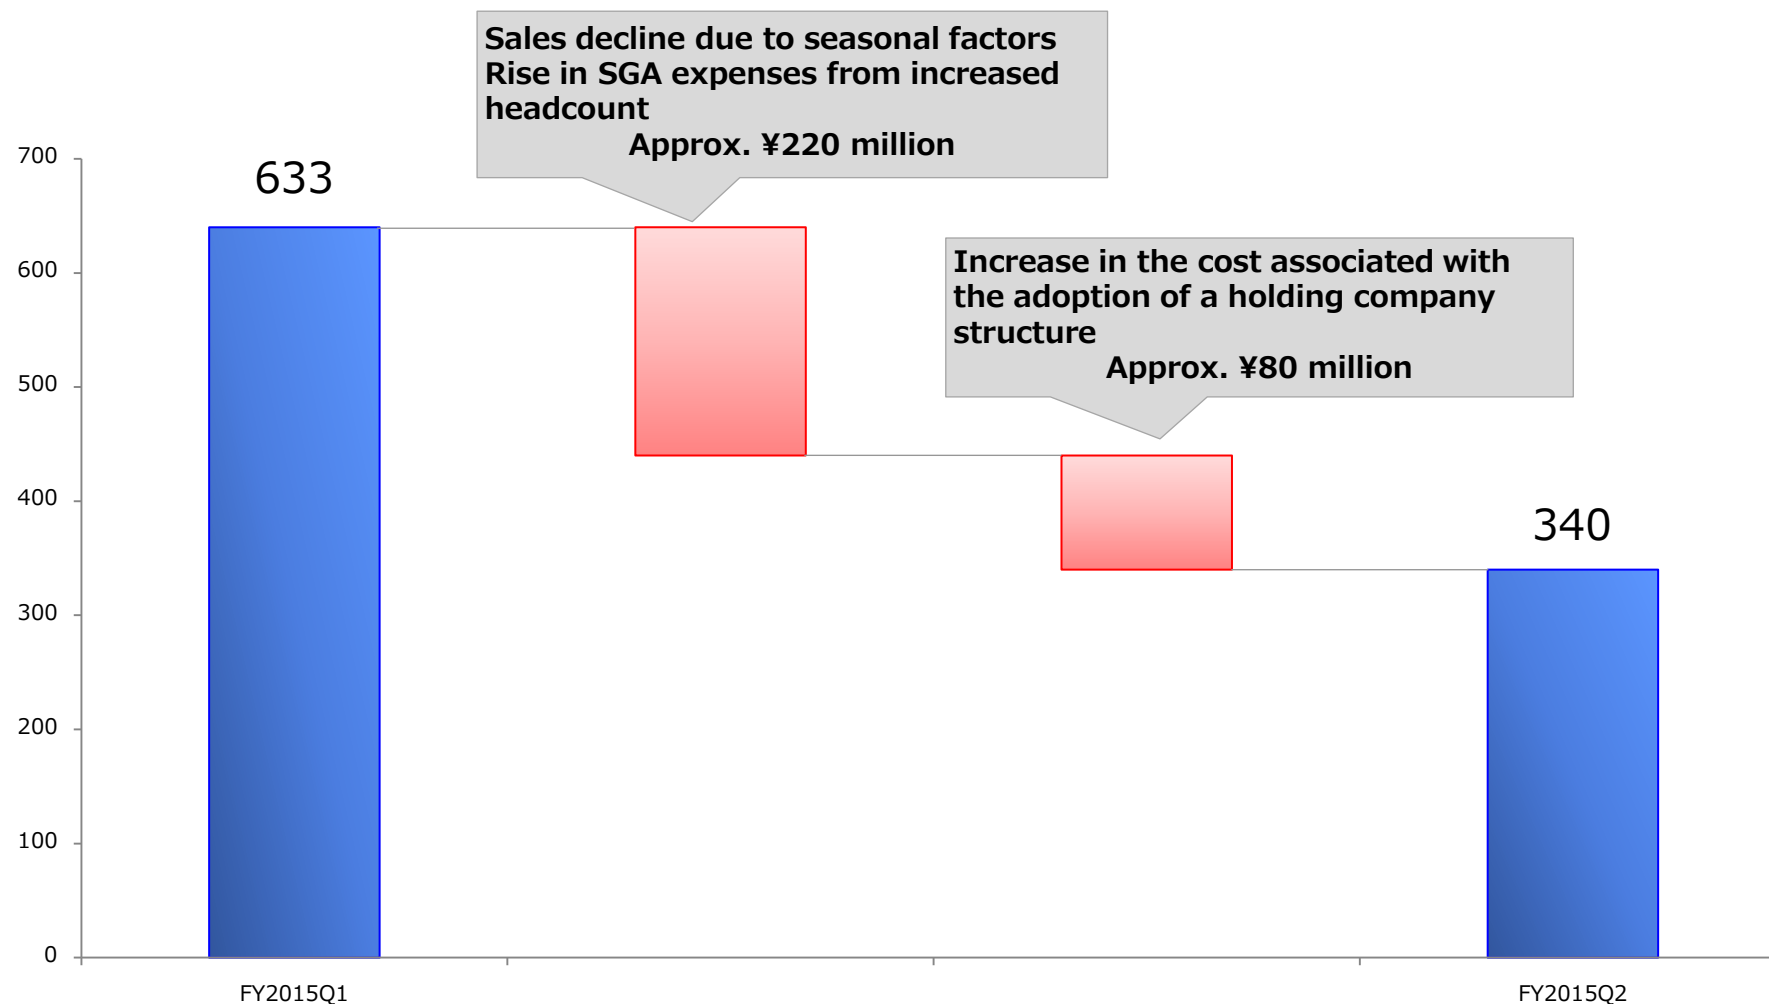 Sales decline due to seasonal factors
Rise in SGA expenses from increased
headcount
Approx. ¥220 million
700
633
Increase in the cost associated with
the adoption of a holding company
structure
Approx. ¥80 million
600
500
400
340
300
200
100
0
FY2015Q1
FY2015Q2